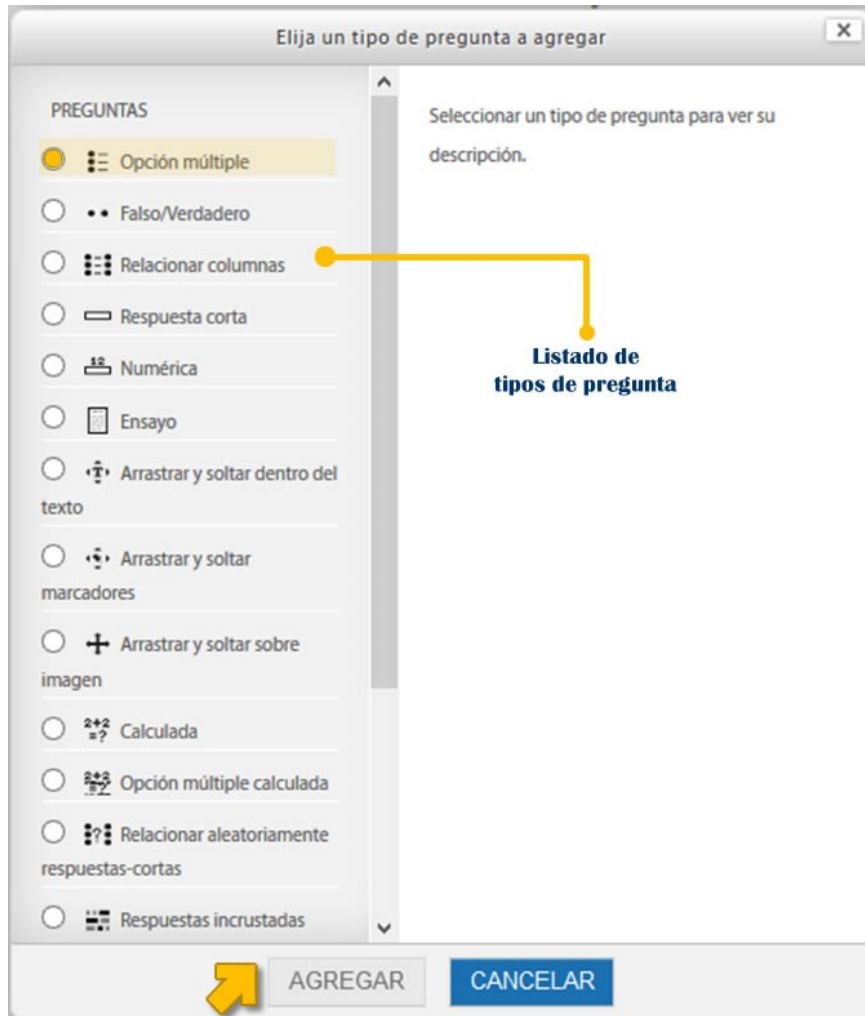 Elija un tipo de pregunta a agregar
PREGUNTAS
Opción múltiple
Falso/Verdadero
Relacionar columnas
Respuesta corta
Numérica
Ensayo
Arrastrar y soltar dentro del
texto
Arrastrar y soltar
marcadores
Arrastrar y soltar sobre
imagen
Calculada
Opción múltiple calculada
Relacionar aleatoriamente
respuestas-cortas
Respuestas incrustadas
Seleccionar un tipo de pregunta para ver su
descripción.
Listado de
tipos de pregunta
AGREGAR
CANCELAR